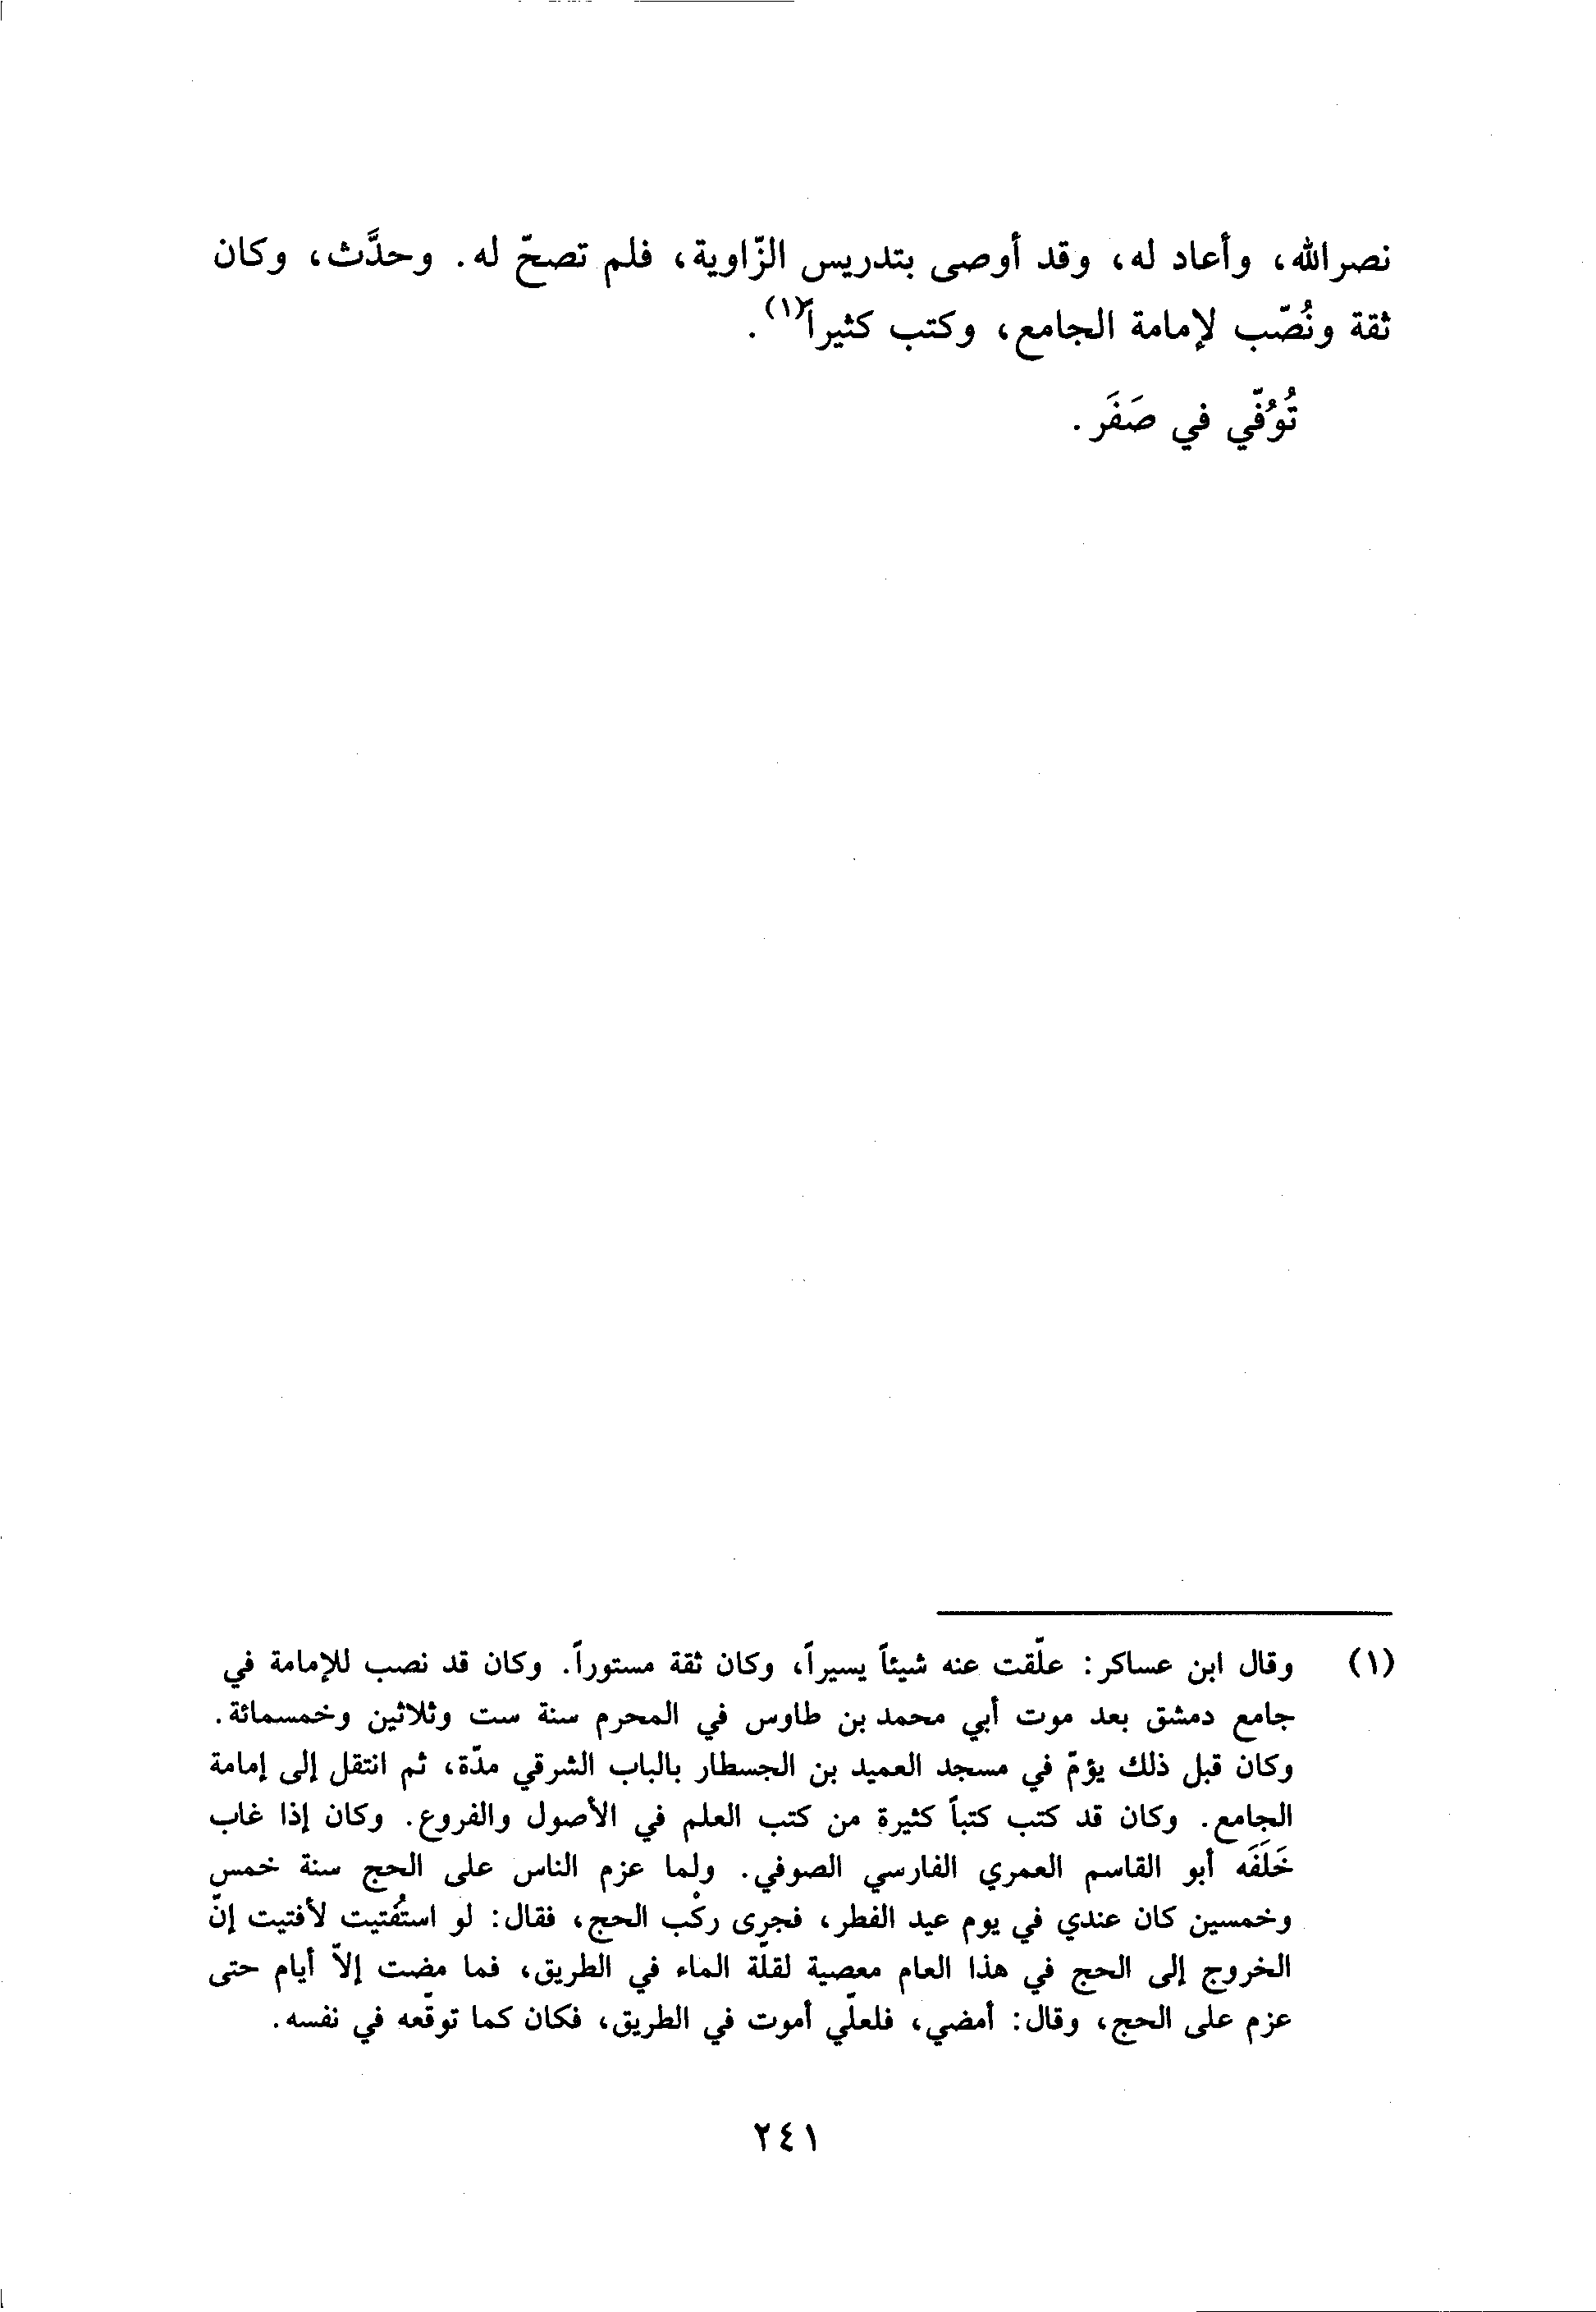 نصر الله، وأعاد له، وقد أوصى بتدريس الزّاوية، فلم تصحّ له. وحدَّث، وكان
ثقة ونُصّب لإمامة الجامع، وكتب كثيراً(١).
تُوُفّي في صَفَر.
(١) وقال ابن عساكر: علّقت عنه شيئاً يسيراً، وكان ثقة مستوراً. وكان قد نصب للإمامة في
جامع دمشق بعد موت أبي محمد بن طاوس في المحرم سنة ست وثلاثين وخمسمائة.
وكان قبل ذلك يؤمّ في مسجد العميد بن الجسطار بالباب الشرقي مدّة، ثم انتقل إلى إمامة
الجامع. وكان قد كتب كتباً كثيرة من كتب العلم في الأصول والفروع. وكان إذا غاب
خَلَفَه أبو القاسم العمري الفارسي الصوفي. ولما عزم الناس على الحج سنة خمس
وخمسين كان عندي في يوم عيد الفطر، فجرى ركْب الحج، فقال: لو استُفتيت لأفتيت إنّ
الخروج إلى الحج في هذا العام معصية لقلّة الماء في الطريق، فما مضت إلاّ أيام حتى
عزم على الحج، وقال: أمضي، فلعلّي أموت في الطريق، فكان كما توقّعه في نفسه.
٢٤١